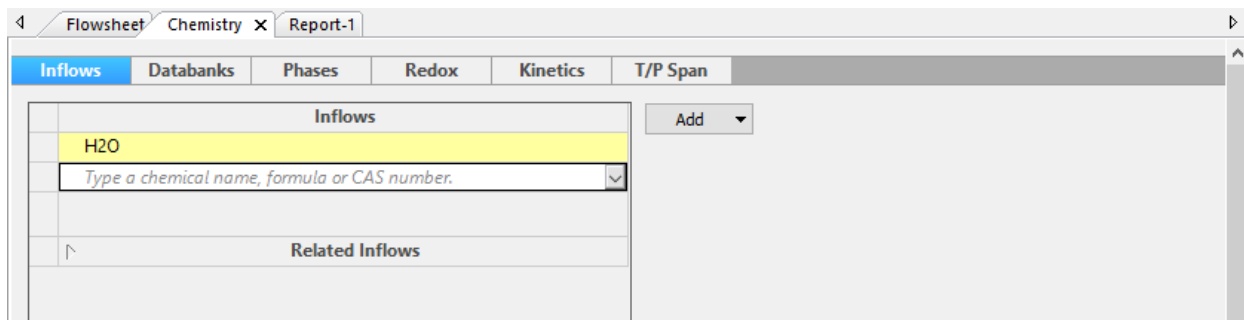 Flowsheet Chemistry Report-1
Inflows Databanks Phases Redox Kinetics T/P Span
Inflows
Add
H2O
Type a chemical name, formula or CAS number.
Related Inflows